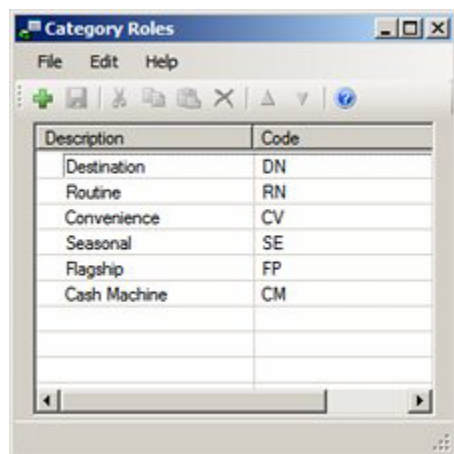 Category Roles
File Edit Help
Description Code
Destination DN
Routine RN
Convenience CV
Seasonal SE
Flagship FP
Cash Machine CM